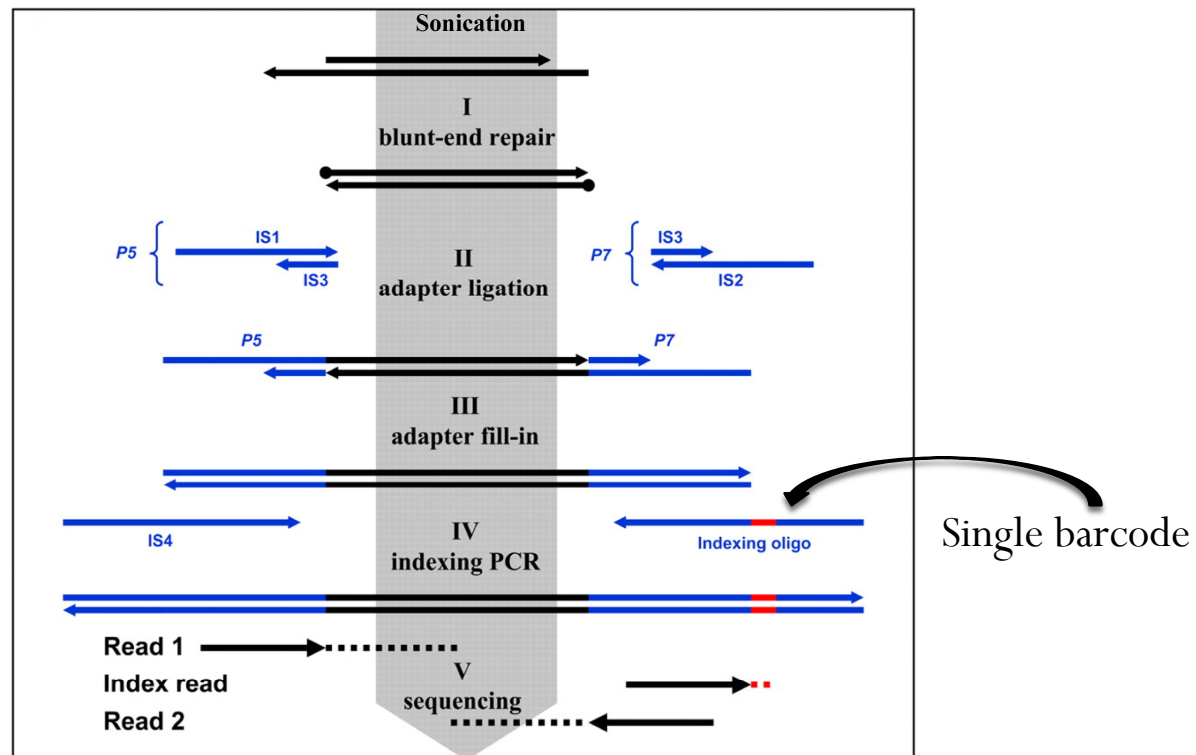 Sonication
I
blunt-end repair
P5
IS1
IS3
II
adapter ligation
P7
IS3
IS2
P5
P7
III
adapter fill-in
IS4
IV
indexing PCR
Indexing oligo
Single barcode
Read 1
Index read
Read 2
V
sequencing